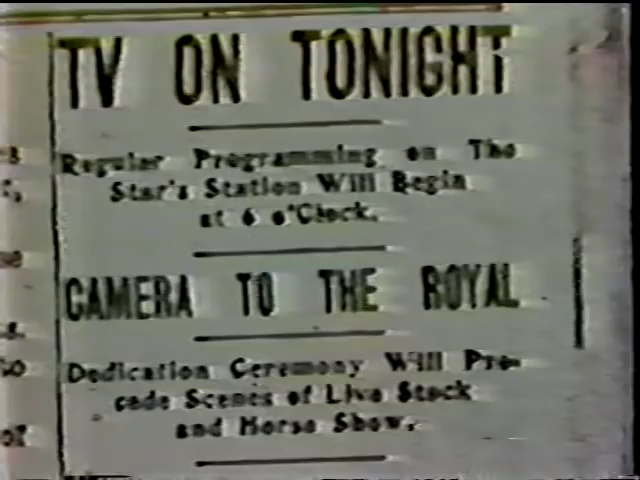 TV ON TONIGHT
Regular Programming on The
Star's Station Will Begin
at 6 o'Clock.
CAMERA TO THE ROYAL
Dedication Ceremony Will Pre-
cede Scenes of Live Stock
and Horse Show.